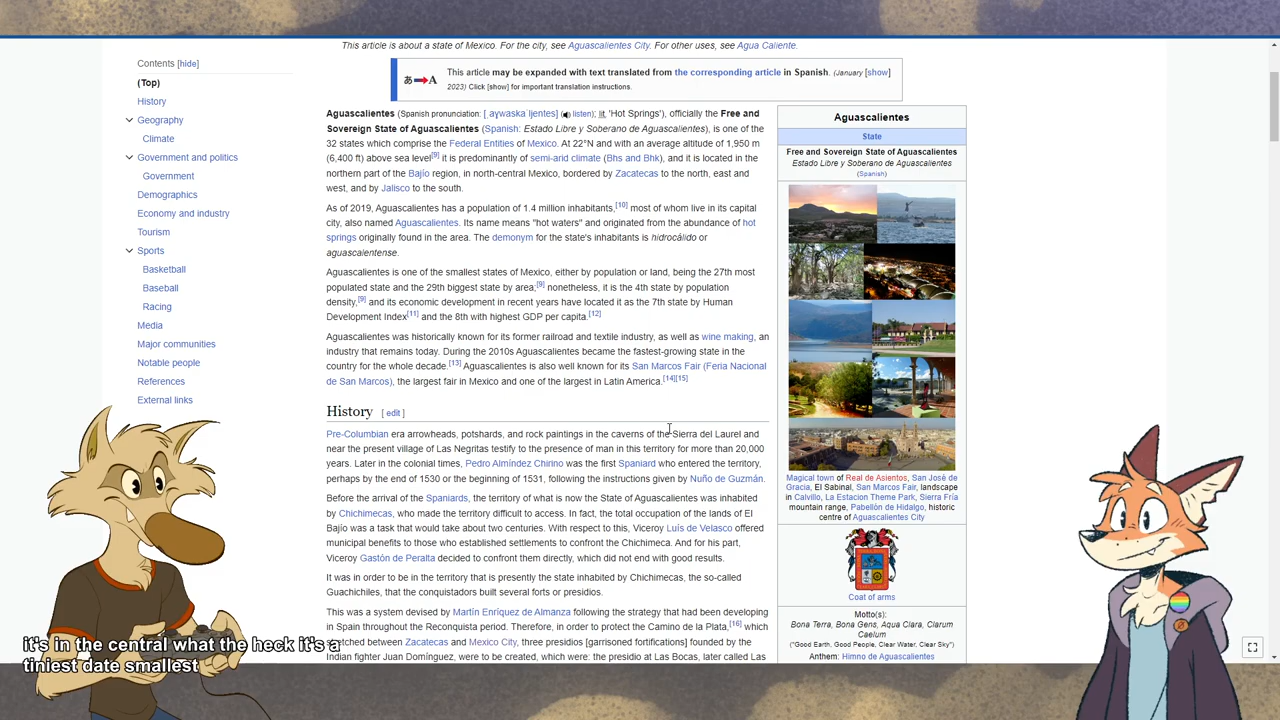 This article is about a state of Mexico. For the city, see Aguascalientes City. For other uses, see Agua Caliente.
Contents [hide]
(Top)
History
Geography
Climate
Government and politics
Government
Demographics
Economy and industry
Tourism
Sports
Basketball
Baseball
Racing
Media
Major communities
Notable people
References
External links
あ A
This article may be expanded with text translated from the corresponding article in Spanish. (January [show]
2023) Click [show] for important translation instructions.
Aguascalientes (Spanish pronunciation: [ˌaɣwaskaˈljentes] (listen); lit. 'Hot Springs'), officially the Free and
Sovereign State of Aguascalientes (Spanish: Estado Libre y Soberano de Aguascalientes), is one of the
32 states which comprise the Federal Entities of Mexico. At 22°N and with an average altitude of 1,950 m
(6,400 ft) above sea level[9] it is predominantly of semi-arid climate (Bhs and Bhk), and it is located in the
northern part of the Bajío region, in north-central Mexico, bordered by Zacatecas to the north, east and
west, and by Jalisco to the south.
As of 2019, Aguascalientes has a population of 1.4 million inhabitants,[10] most of whom live in its capital
city, also named Aguascalientes. Its name means "hot waters" and originated from the abundance of hot
springs originally found in the area. The demonym for the state's inhabitants is hidrocálido or
aguascalentense.
Aguascalientes is one of the smallest states of Mexico, either by population or land, being the 27th most
populated state and the 29th biggest state by area;[9] nonetheless, it is the 4th state by population
density,[9] and its economic development in recent years have located it as the 7th state by Human
Development Index[11] and the 8th with highest GDP per capita.[12]
Aguascalientes was historically known for its former railroad and textile industry, as well as wine making, an
industry that remains today. During the 2010s Aguascalientes became the fastest-growing state in the
country for the whole decade.[13] Aguascalientes is also well known for its San Marcos Fair (Feria Nacional
de San Marcos), the largest fair in Mexico and one of the largest in Latin America.[14][15]
History [ edit ]
Pre-Columbian era arrowheads, potshards, and rock paintings in the caverns of the Sierra del Laurel and
near the present village of Las Negritas testify to the presence of man in this territory for more than 20,000
years. Later in the colonial times, Pedro Almíndez Chirino was the first Spaniard who entered the territory,
perhaps by the end of 1530 or the beginning of 1531, following the instructions given by Nuño de Guzmán.
Before the arrival of the Spaniards, the territory of what is now the State of Aguascalientes was inhabited
by Chichimecas, who made the territory difficult to access. In fact, the total occupation of the lands of El
Bajío was a task that would take about two centuries. With respect to this, Viceroy Luís de Velasco offered
municipal benefits to those who established settlements to confront the Chichimeca. And for his part,
Viceroy Gastón de Peralta decided to confront them directly, which did not end with good results.
It was in order to be in the territory that is presently the state inhabited by Chichimecas, the so-called
Guachichiles, that the conquistadors built several forts or presidios.
This was a system devised by Martín Enríquez de Almanza following the strategy that had been developing
in Spain throughout the Reconquista period. Therefore, in order to protect the Camino de la Plata,[16] which
stretched between Zacatecas and Mexico City, three presidios [garrisoned fortifications] founded by the
Indian fighter Juan Domínguez, were to be created, which were: the presidio at Las Bocas, later called Las
Aguascalientes
State
Free and Sovereign State of Aguascalientes
Estado Libre y Soberano de Aguascalientes
(Spanish)
Magical town of Real de Asientos, San José de
Gracia, El Sabinal, San Marcos Fair, landscape
in Calvillo, La Estacion Theme Park, Sierra Fría
mountain range, Pabellón de Hidalgo, historic
centre of Aguascalientes City
Coat of arms
Motto(s):
Bona Terra, Bona Gens, Aqua Clara, Clarum
Caelum
("Good Earth, Good People, Clear Water, Clear Sky")
Anthem: Himno de Aguascalientes
it's in the central what the heck it's a
tiniest date smallest